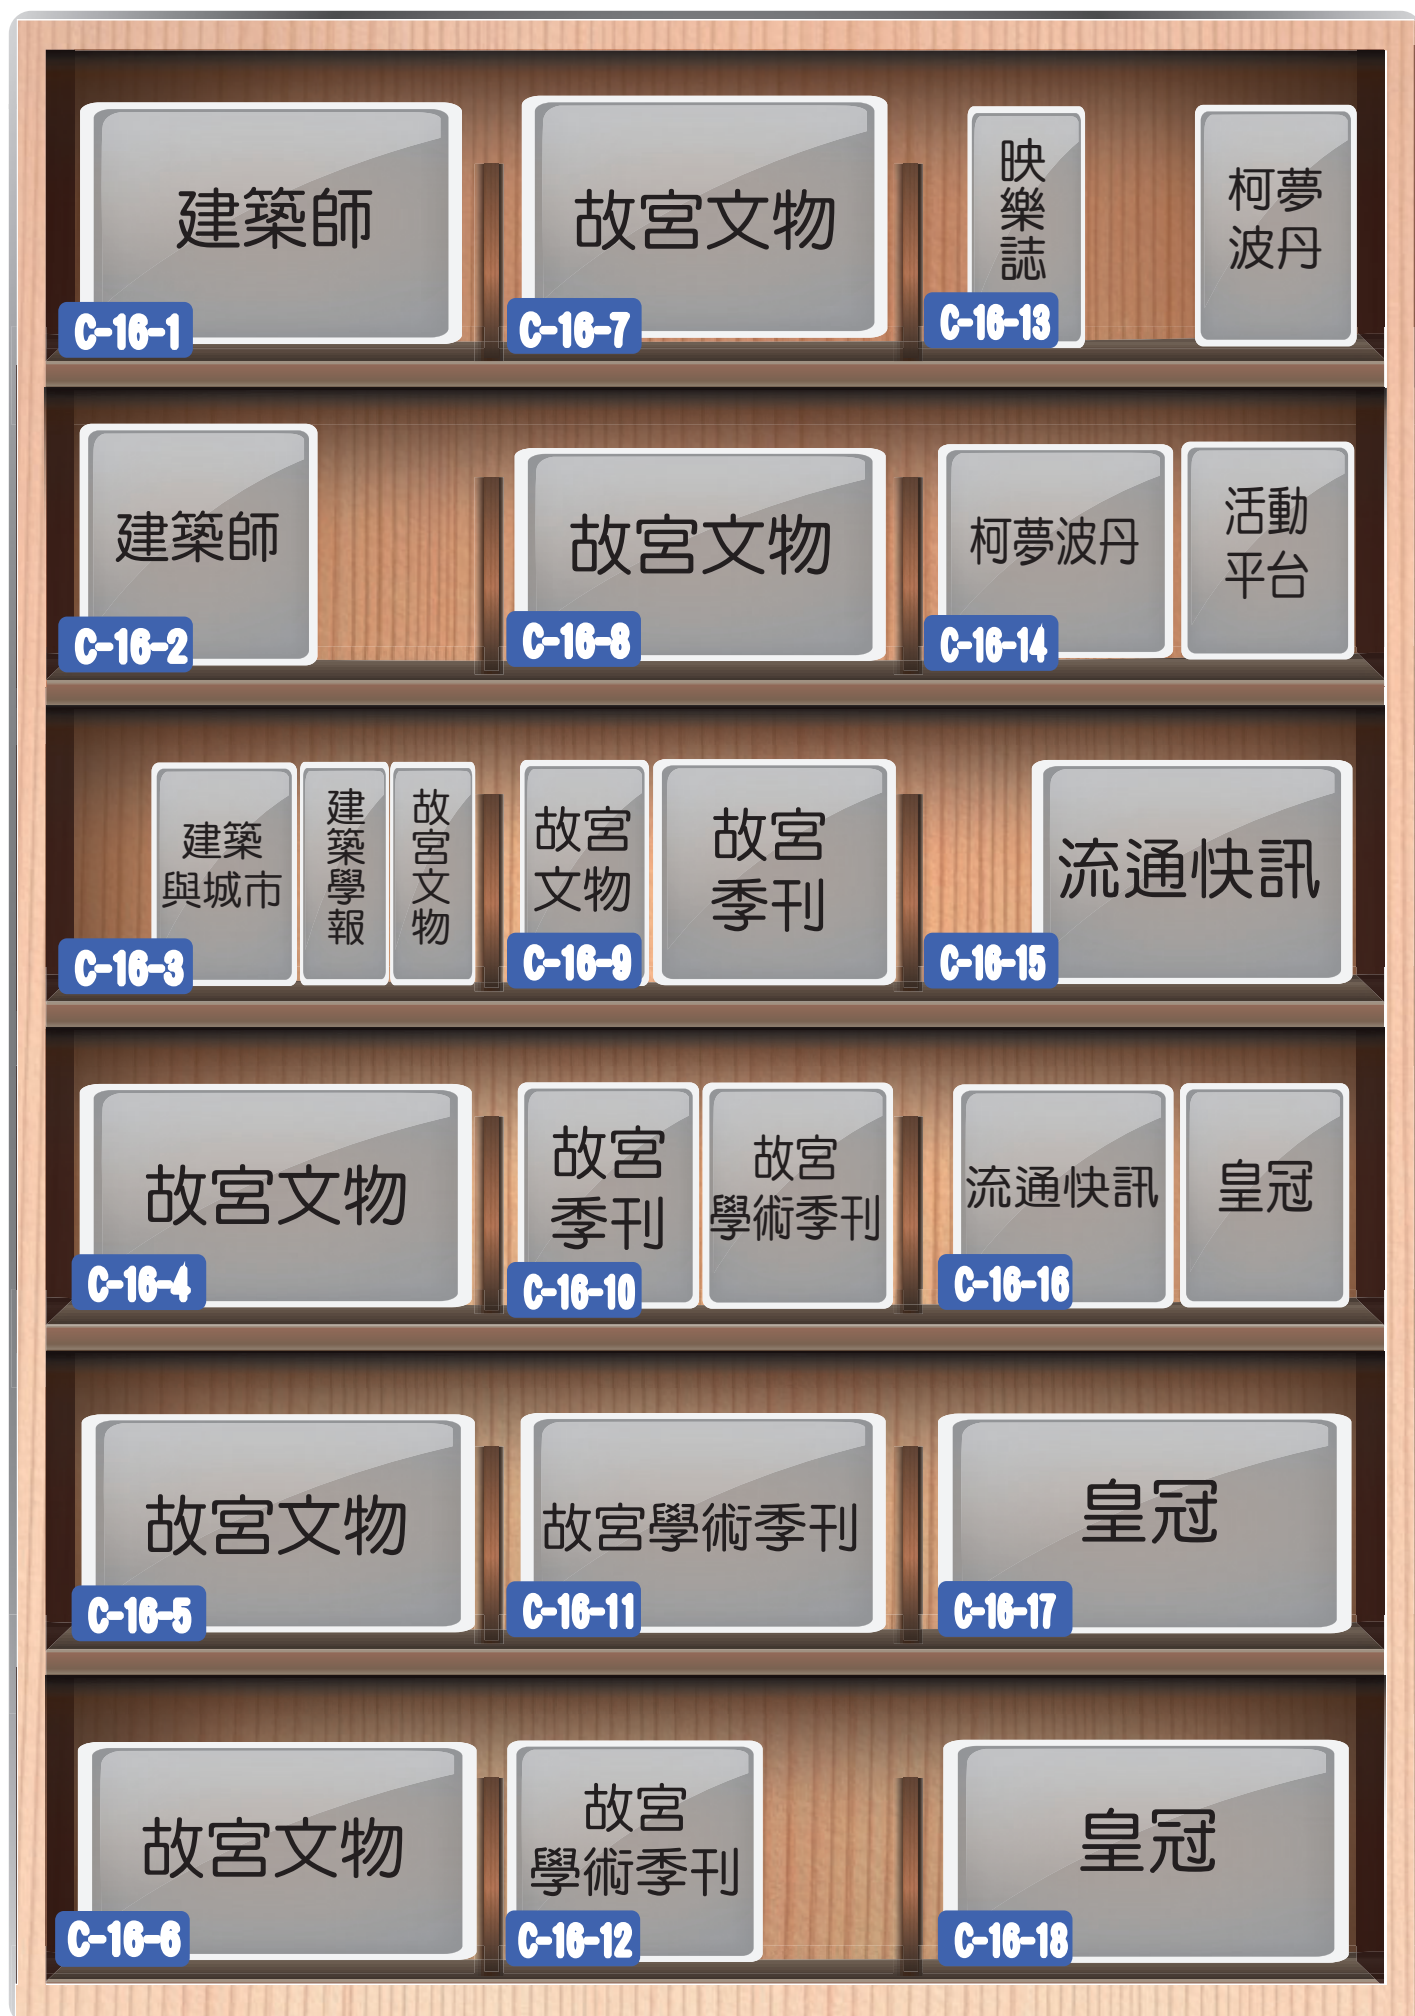 建築師
C-16-1
故宮文物
C-16-7
映樂誌
C-16-13
柯夢
波丹
建築師
C-16-2
故宮文物
C-16-8
柯夢波丹
C-16-14
活動
平台
建築
與城市
C-16-3
建築學報
故宮文物
故宮
文物
C-16-9
故宮
季刊
流通快訊
C-16-15
故宮文物
C-16-4
故宮
季刊
C-16-10
故宮
學術季刊
流通快訊
C-16-16
皇冠
故宮文物
C-16-5
故宮學術季刊
C-16-11
皇冠
C-16-17
故宮文物
C-16-6
故宮
學術季刊
C-16-12
皇冠
C-16-18